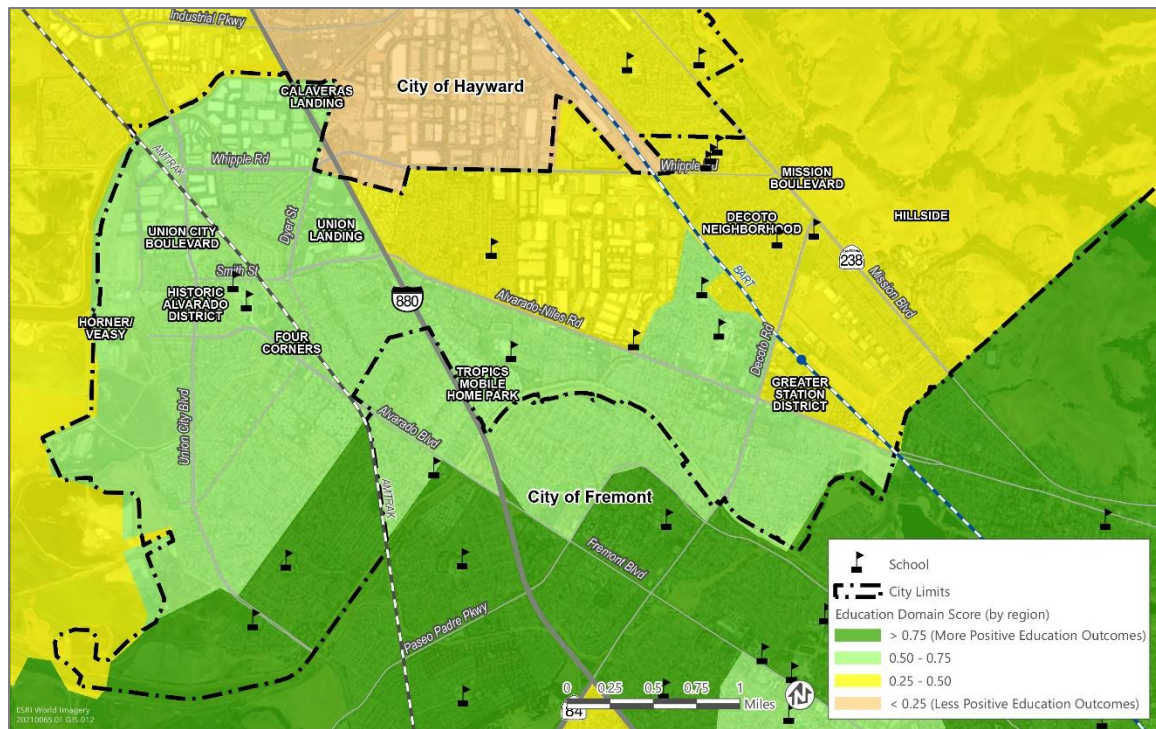 Industrial Pkwy
City of Hayward
CALAVERAS
LANDING
AMTRAK
Whipple Rd
Whipple
MISSION
BOULEVARD
DECOTO
NEIGHBORHOOD
HILLSIDE
UNION CITY
BOULEVARD
Dyer St
UNION
LANDING
Smith St
CALIFORNIA
238
BART
Mission Blvd
880
HISTORIC
ALVARADO
DISTRICT
Alvarado-Niles Rd
HORNER/
VEASY
FOUR
CORNERS
TROPICS
MOBILE
HOME PARK
Decoto Rd
GREATER
STATION
DISTRICT
Union City Blvd
Alvarado Blvd
AMTRAK
City of Fremont
Fremont Blvd
Paseo Padre Pkwy
84
0 0.25 0.5 0.75 1
Miles
N
School
City Limits
Education Domain Score (by region)
> 0.75 (More Positive Education Outcomes)
0.50 - 0.75
0.25 - 0.50
< 0.25 (Less Positive Education Outcomes)
ESRI World Imagery
20210065.01 GIS 012